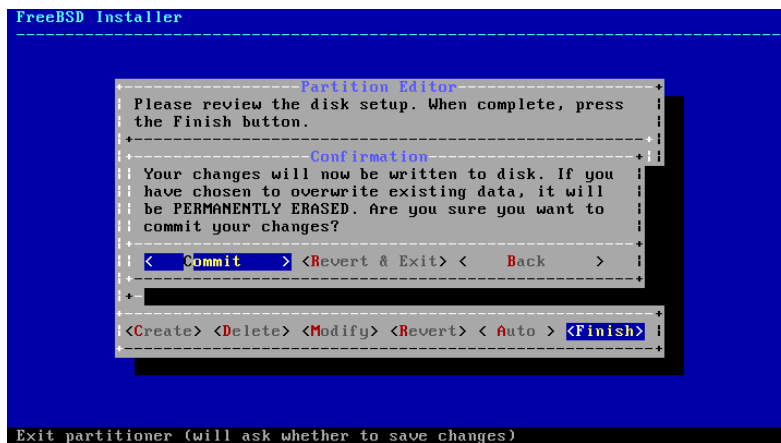 FreeBSD Installer
Partition Editor
Please review the disk setup. When complete, press
the Finish button.
Confirmation
Your changes will now be written to disk. If you
have chosen to overwrite existing data, it will
be PERMANENTLY ERASED. Are you sure you want to
commit your changes?
< Commit > <Revert & Exit> < Back >
<Create> <Delete> <Modify> <Revert> < Auto > <Finish>
Exit partitioner (will ask whether to save changes)